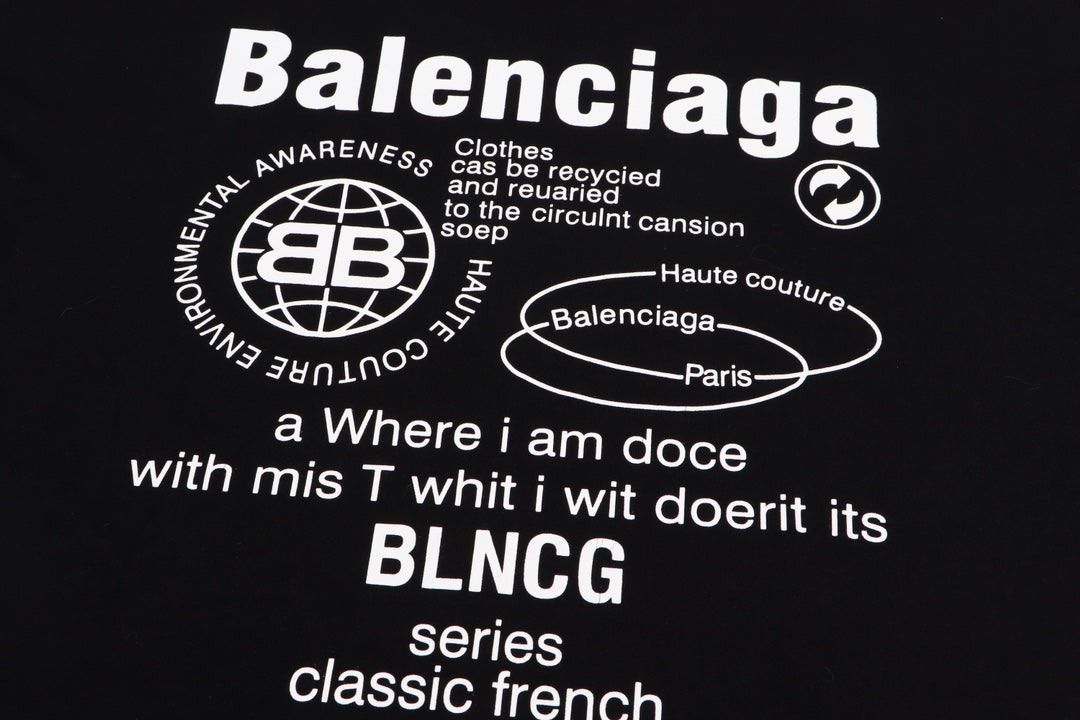 Balenciaga
ENVIRONMENTAL AWARENESS
HAUTE COUTURE
BB
Clothes
cas be recycied
and reuaried
to the circulnt cansion
soep
Haute couture
Balenciaga
Paris
a Where i am doce
with mis T whit i wit doerit its
BLNCG
series
classic french